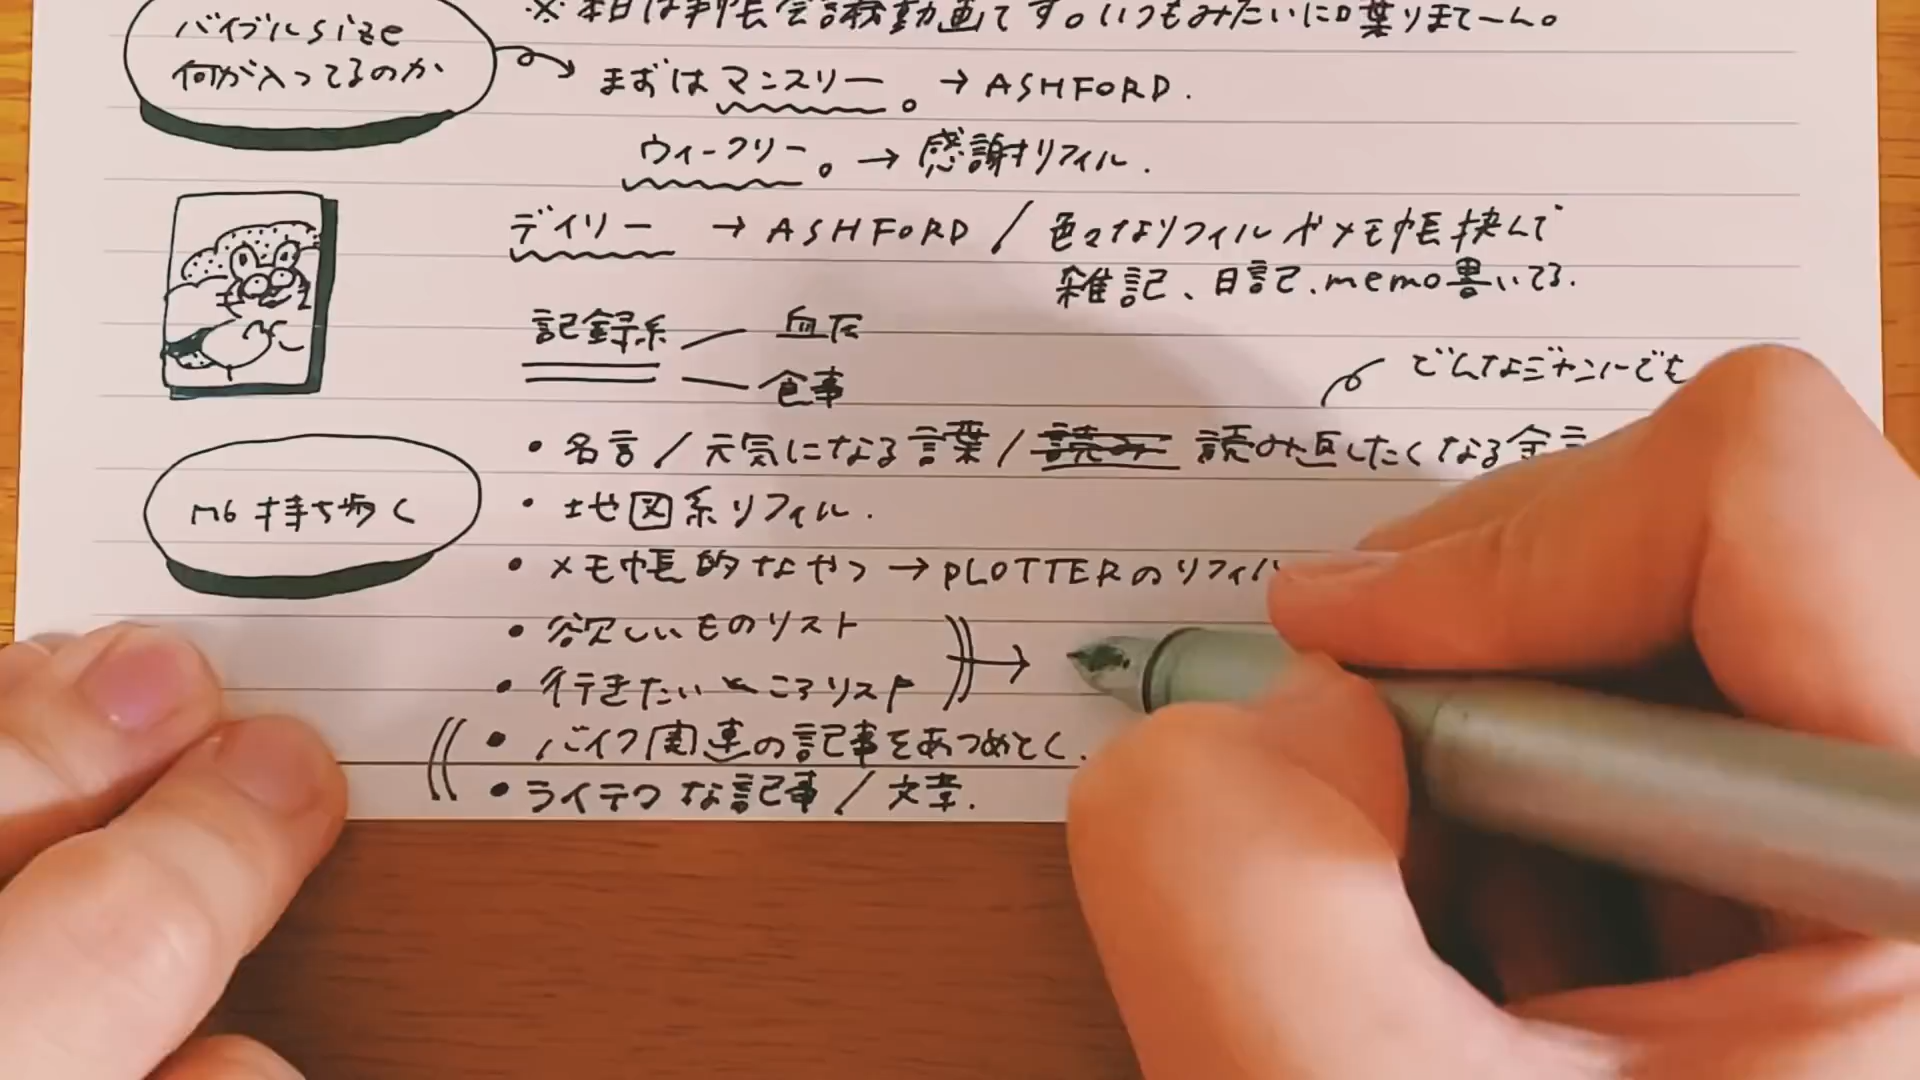 バイブルsize
何が入ってるのか
※本日は手帳会議動画です。いつもみたいに喋りませーん。
まずはマンスリー。→ ASHFORD.
ウィークリー。→ 感謝リフィル.
デイリー → ASHFORD / 色々なリフィルやメモ帳挟んで
雑記、日記、memo書いてる.
記録系
血圧
食事
どんなジャンルでも
・名言/元気になる言葉/読み 読み返したくなる金言
M6 持ち歩く
・地図系リフィル.
・メモ帳的なやつ → PLOTTERのリフィル
・欲しいものリスト
・行きたいところリスト →
・バイク関連の記事をあつめとく.
・ライテクな記事/文章.